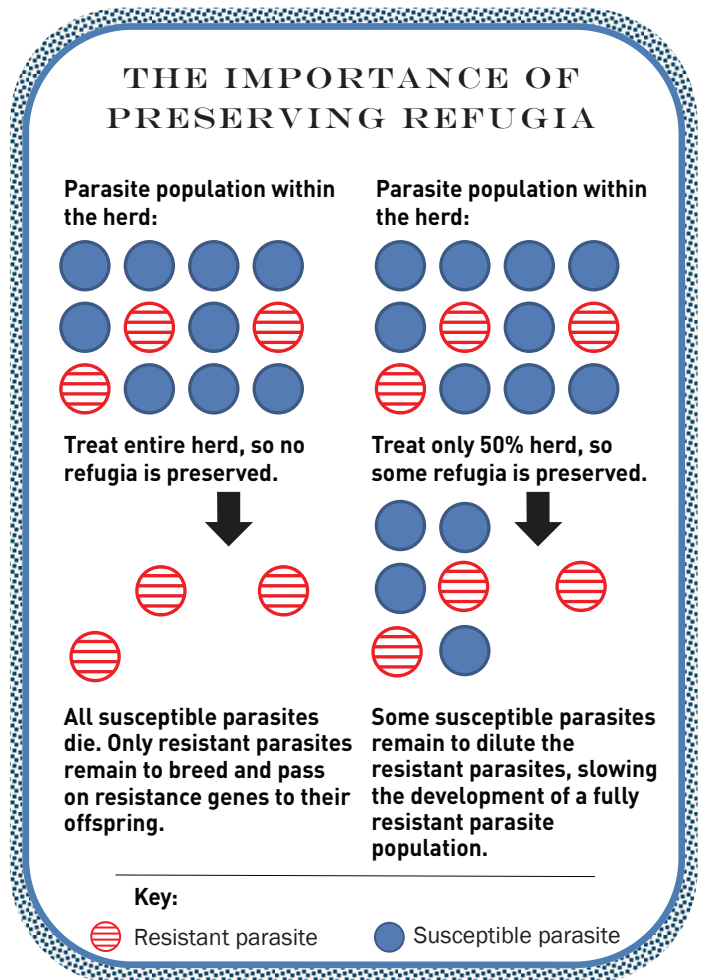 THE IMPORTANCE OF
PRESERVING REFUGIA
Parasite population within
the herd:
Treat entire herd, so no
refugia is preserved.
All susceptible parasites
die. Only resistant parasites
remain to breed and pass
on resistance genes to their
offspring.
Parasite population within
the herd:
Treat only 50% herd, so
some refugia is preserved.
Some susceptible parasites
remain to dilute the
resistant parasites, slowing
the development of a fully
resistant parasite
population.
Key:
Resistant parasite
Susceptible parasite